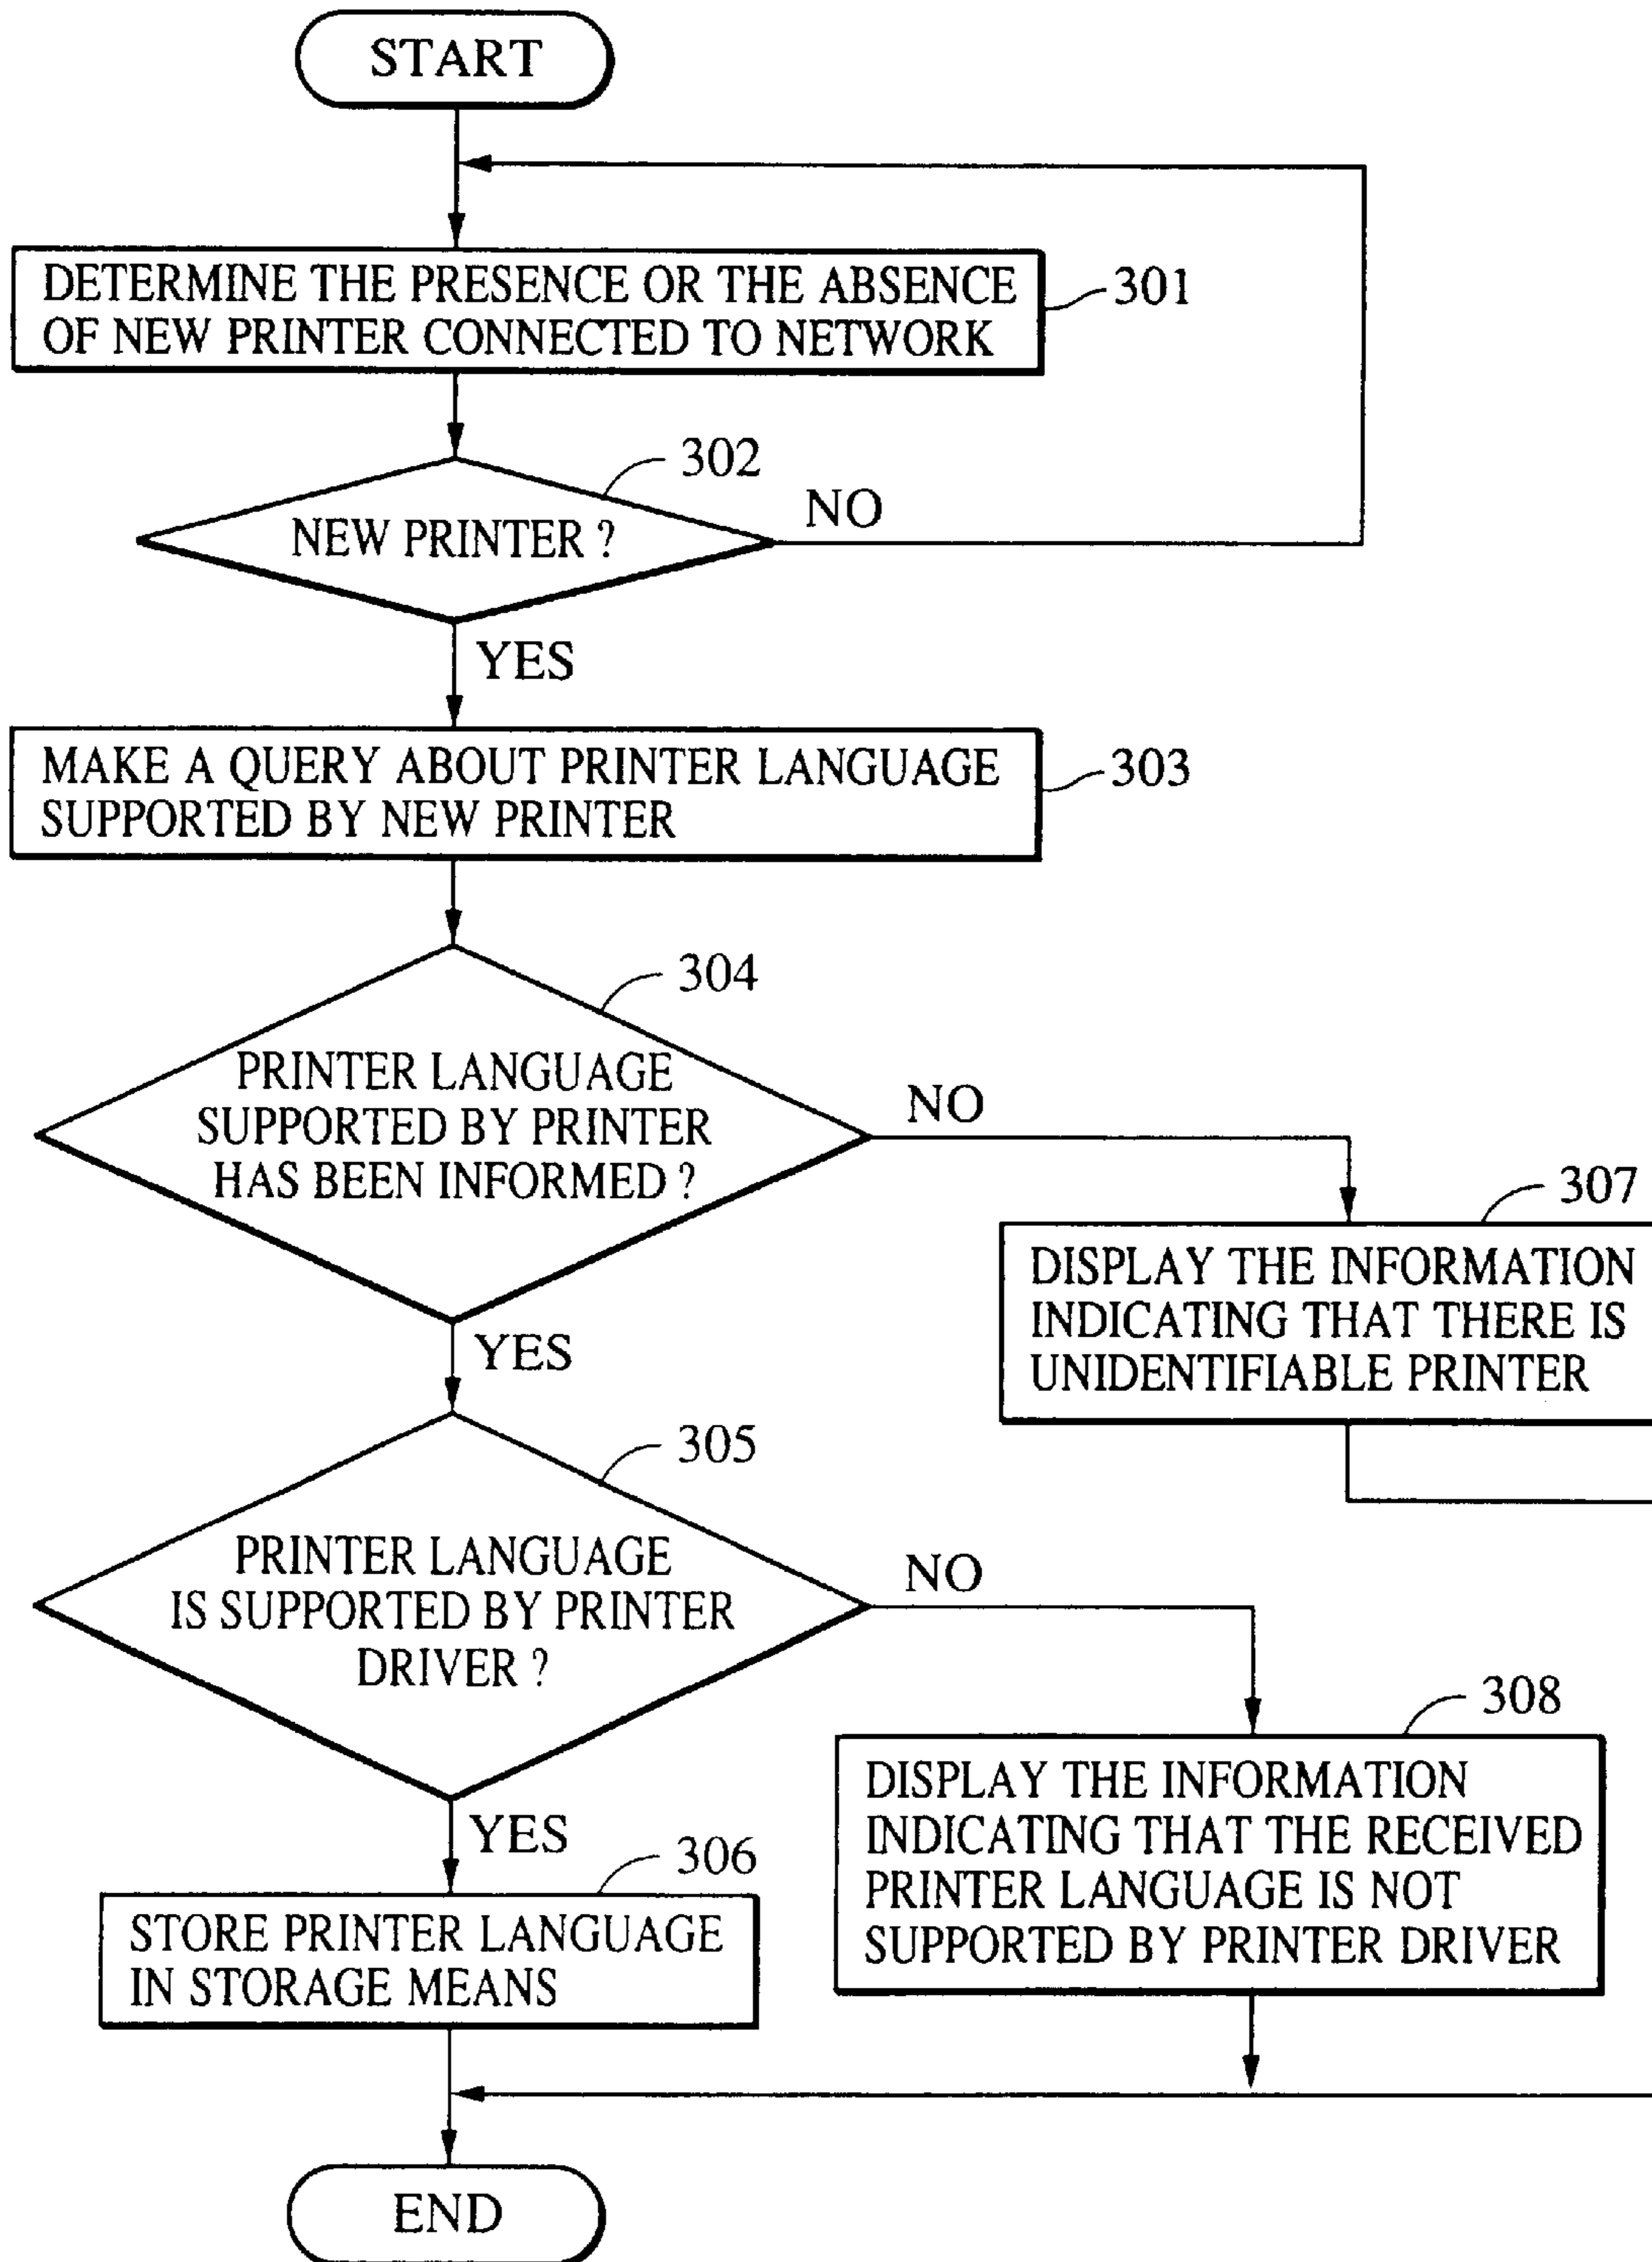 START
DETERMINE THE PRESENCE OR THE ABSENCE
OF NEW PRINTER CONNECTED TO NETWORK
301
302
NEW PRINTER ?
NO
YES
MAKE A QUERY ABOUT PRINTER LANGUAGE
SUPPORTED BY NEW PRINTER
303
304
PRINTER LANGUAGE
SUPPORTED BY PRINTER
HAS BEEN INFORMED ?
NO
307
DISPLAY THE INFORMATION
INDICATING THAT THERE IS
UNIDENTIFIABLE PRINTER
YES
305
PRINTER LANGUAGE
IS SUPPORTED BY PRINTER
DRIVER ?
NO
308
DISPLAY THE INFORMATION
INDICATING THAT THE RECEIVED
PRINTER LANGUAGE IS NOT
SUPPORTED BY PRINTER DRIVER
YES
306
STORE PRINTER LANGUAGE
IN STORAGE MEANS
END